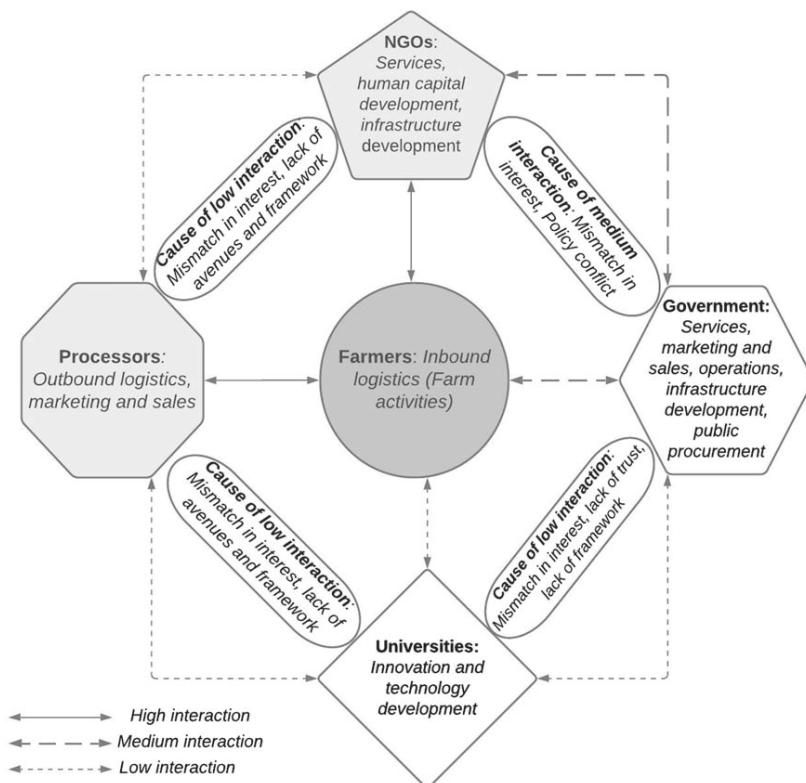 NGOs:
Services,
human capital
development,
infrastructure
development
Cause of low interaction:
Mismatch in interest, lack of
avenues and framework
Cause of medium
interaction: Mismatch in
interest, Policy conflict
Processors:
Outbound logistics,
marketing and sales
Farmers: Inbound
logistics (Farm
activities)
Government:
Services,
marketing and
sales, operations,
infrastructure
development,
public
procurement
Cause of low interaction:
Mismatch in interest, lack of
avenues and framework
Cause of low interaction:
Mismatch in interest, lack of trust,
lack of framework
Universities:
Innovation and
technology
development
High interaction
Medium interaction
Low interaction